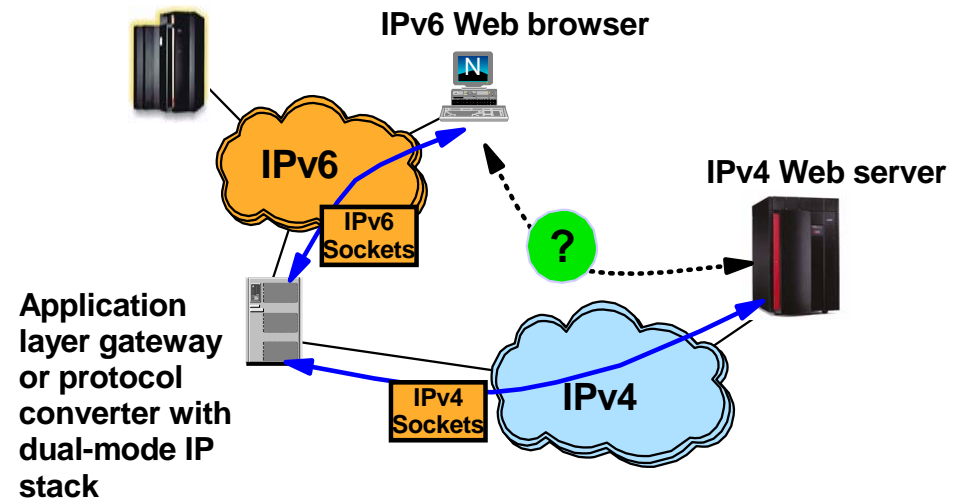 IPv6 Web browser
N
IPv6
IPv4 Web server
IPv6
Sockets
?
Application
layer gateway
or protocol
converter with
dual-mode IP
stack
IPv4
Sockets
IPv4